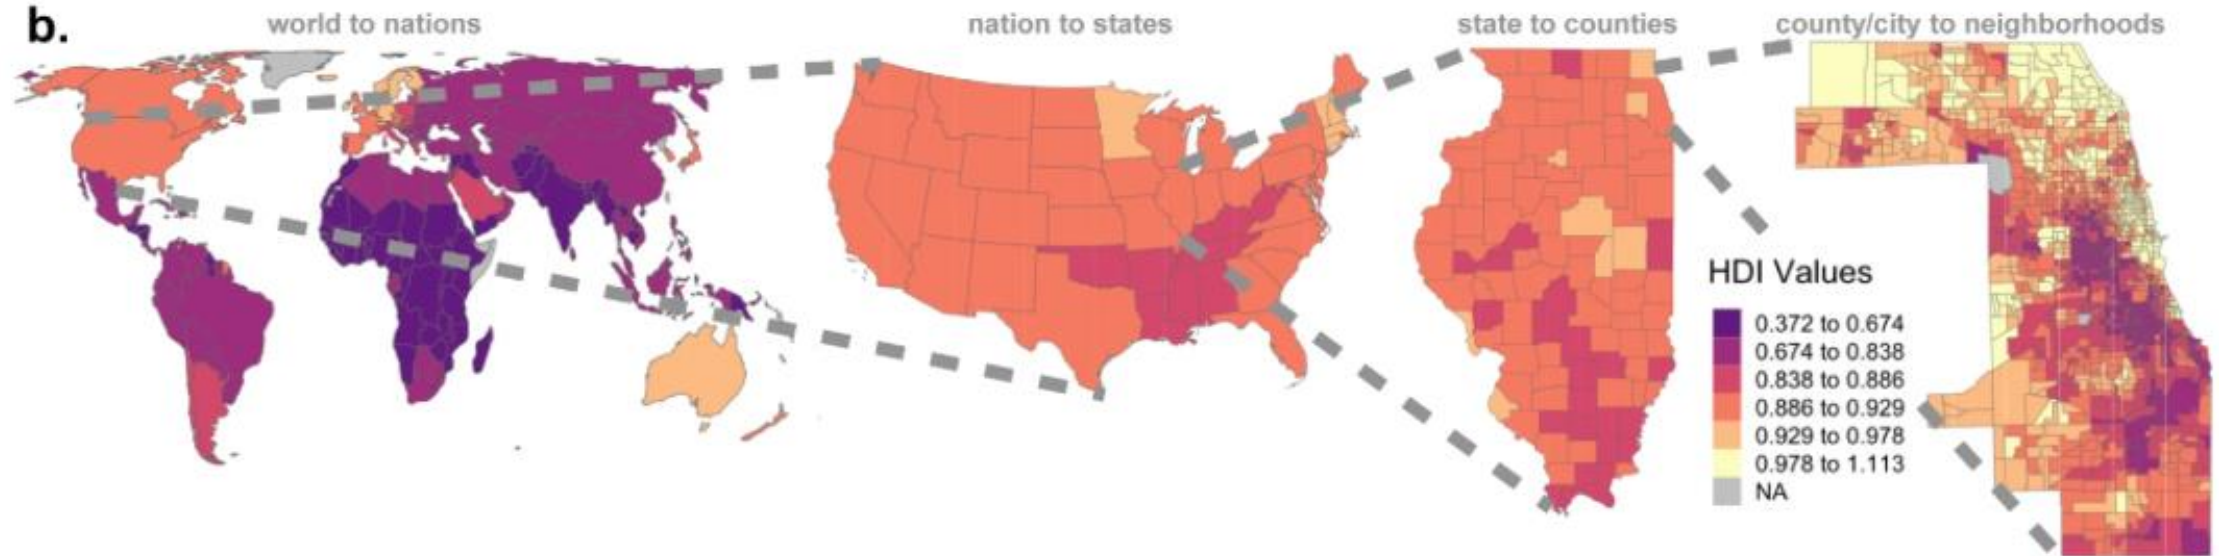 b.
world to nations
nation to states
state to counties
county/city to neighborhoods
HDI Values
0.372 to 0.674
0.674 to 0.838
0.838 to 0.886
0.886 to 0.929
0.929 to 0.978
0.978 to 1.113
NA